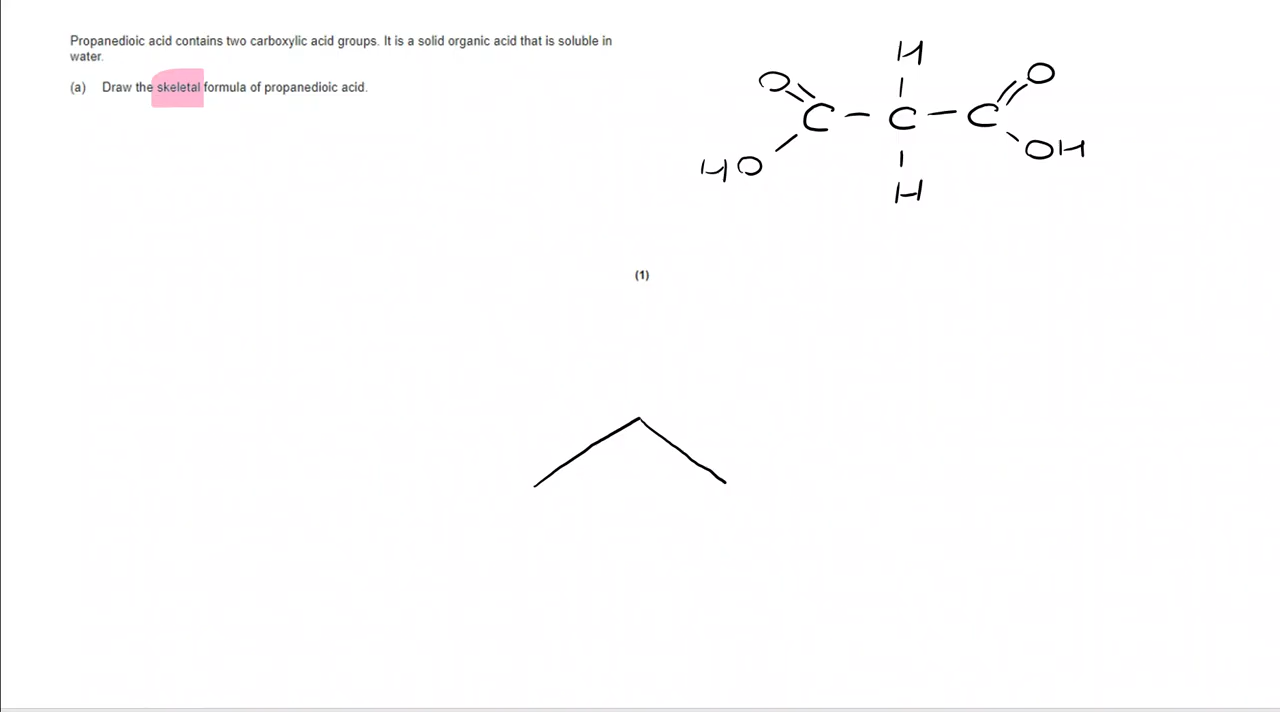 Propanedioic acid contains two carboxylic acid groups. It is a solid organic acid that is soluble in
water.
(a) Draw the skeletal formula of propanedioic acid.
H
O O
C - C - C
HO OH
H
(1)